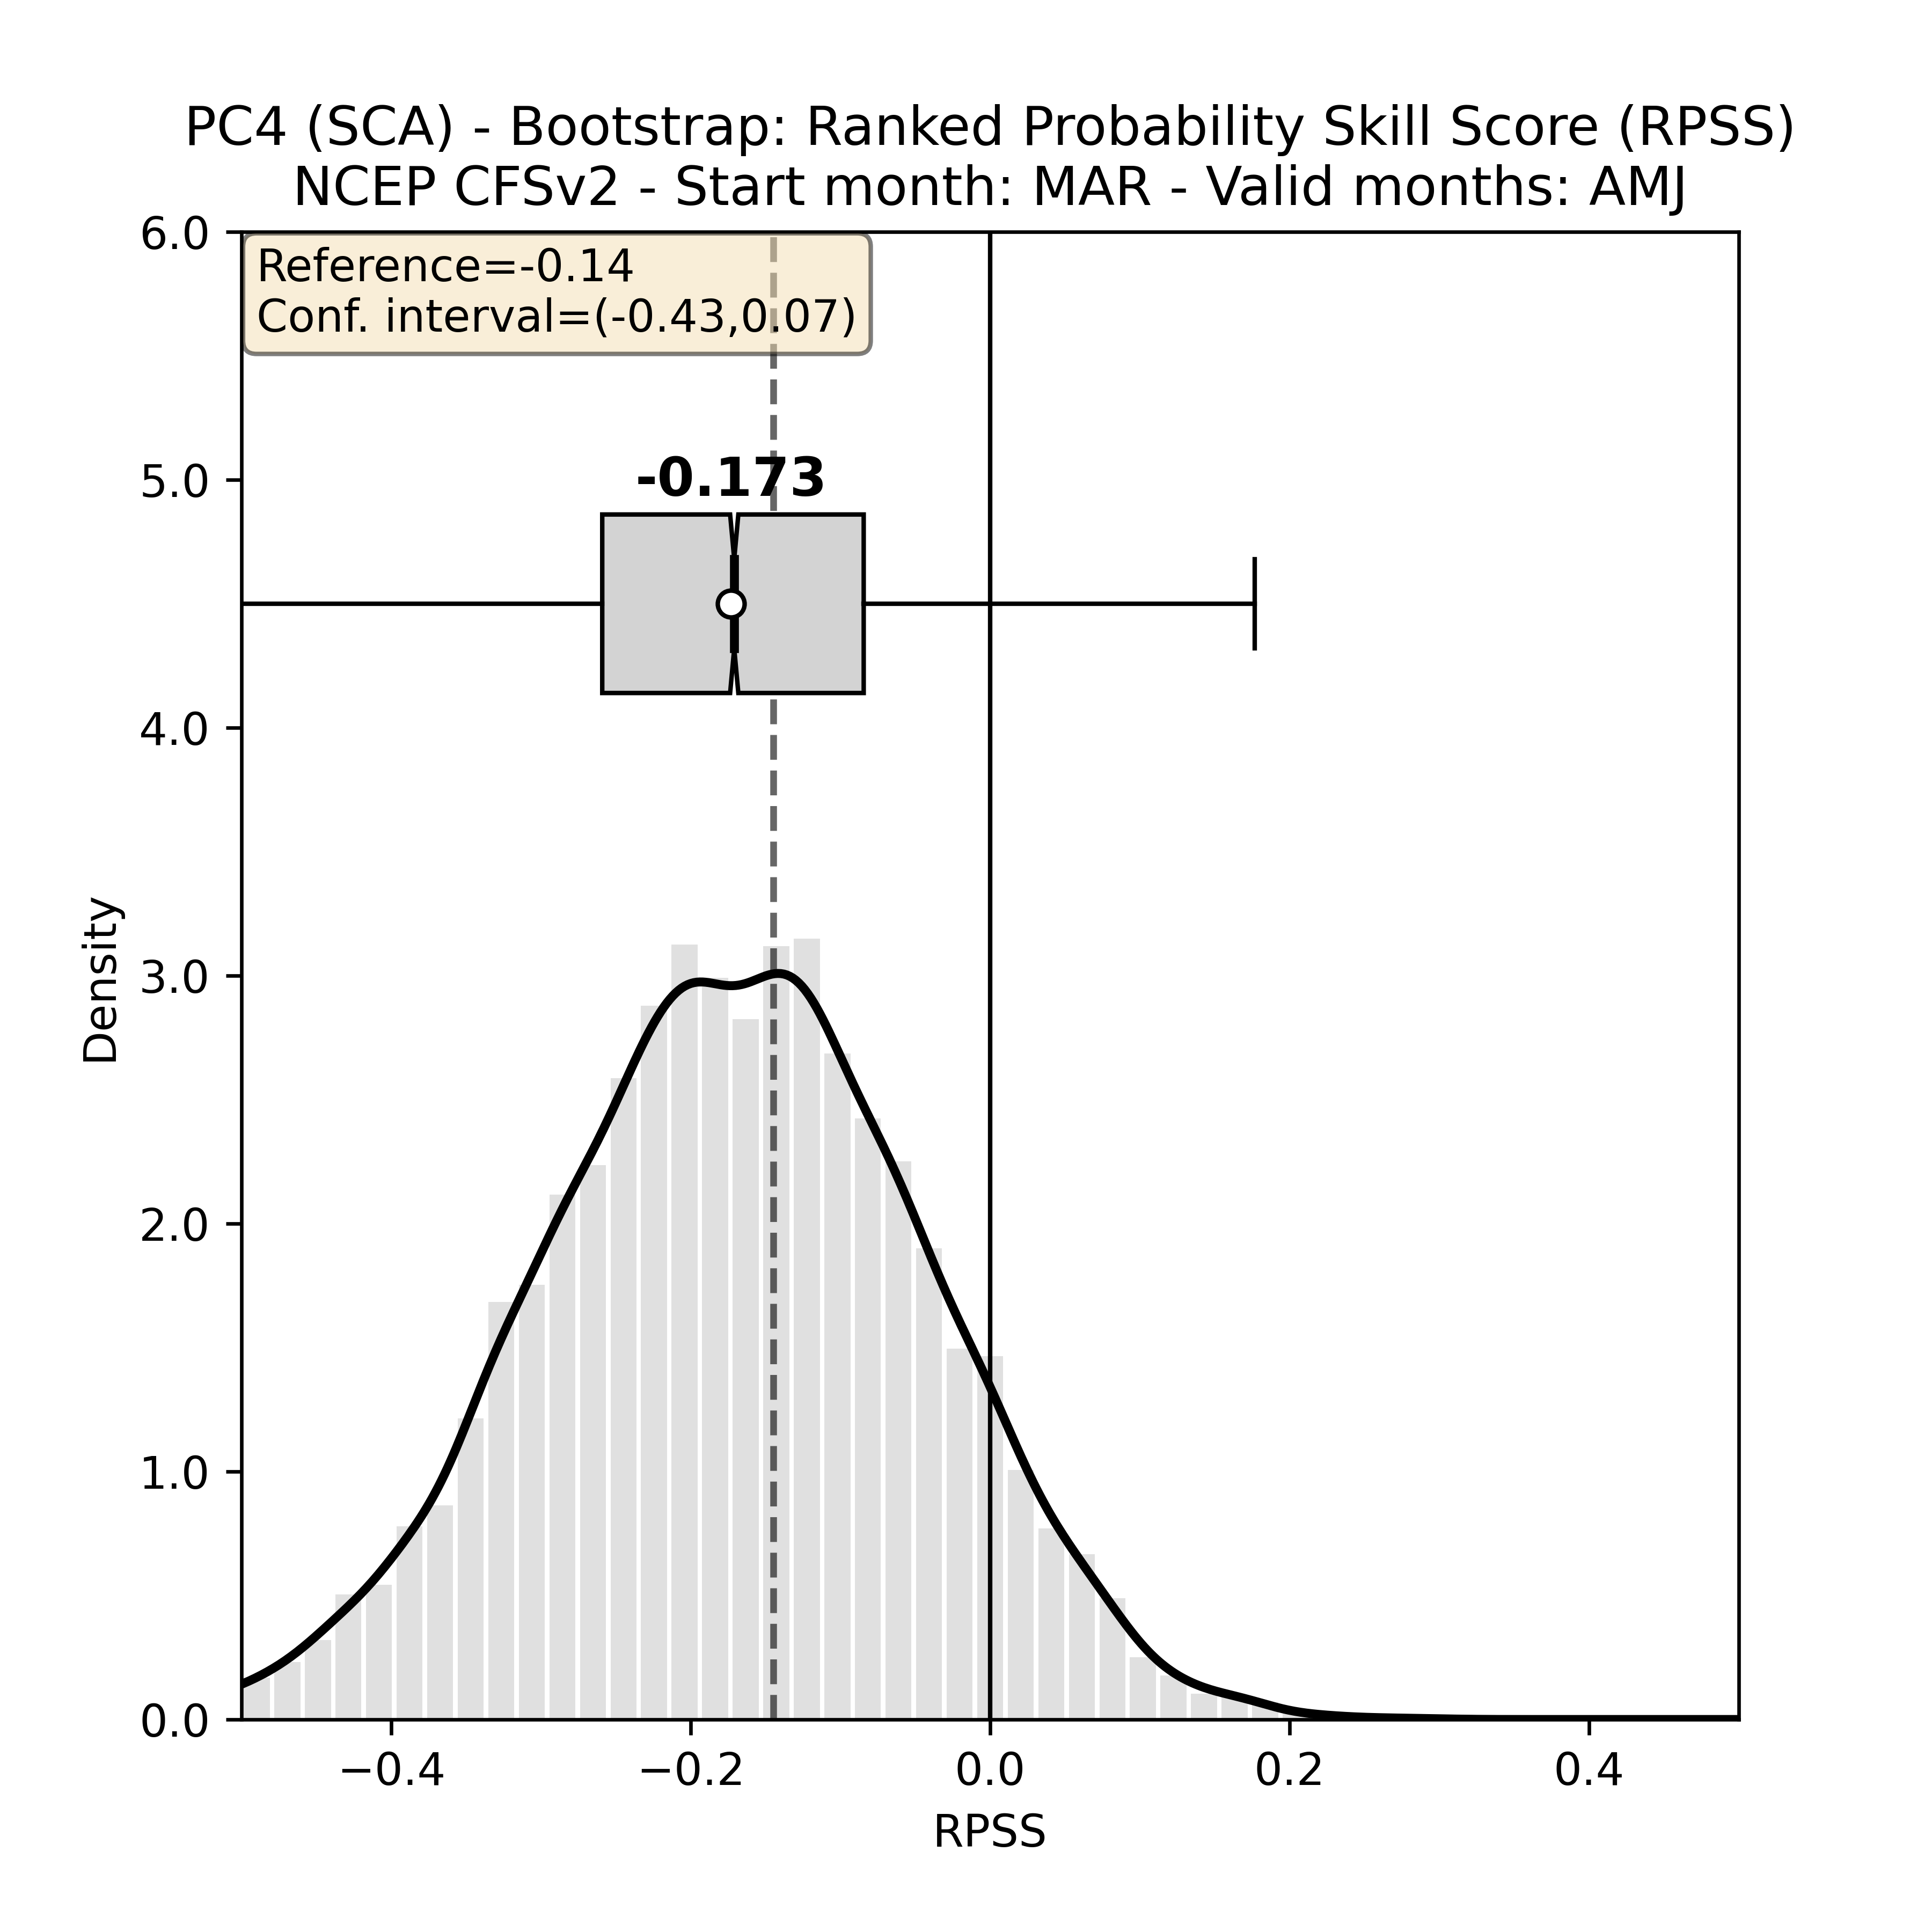 PC4 (SCA) - Bootstrap: Ranked Probability Skill Score (RPSS)
NCEP CFSv2 - Start month: MAR - Valid months: AMJ
6.0
Reference=-0.14
Conf. interval=(-0.43,0.07)
-0.173
5.0
4.0
3.0
2.0
1.0
0.0
Density
−0.4
−0.2
0.0
0.2
0.4
RPSS